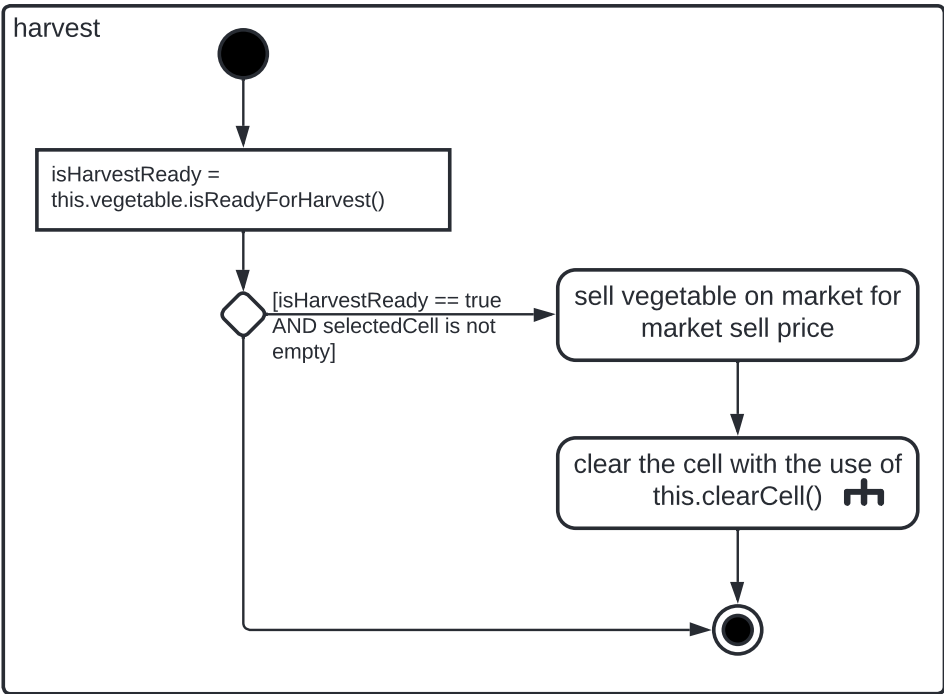 harvest
isHarvestReady =
this.vegetable.isReadyForHarvest()
[isHarvestReady == true
AND selectedCell is not
empty]
sell vegetable on market for
market sell price
clear the cell with the use of
this.clearCell()